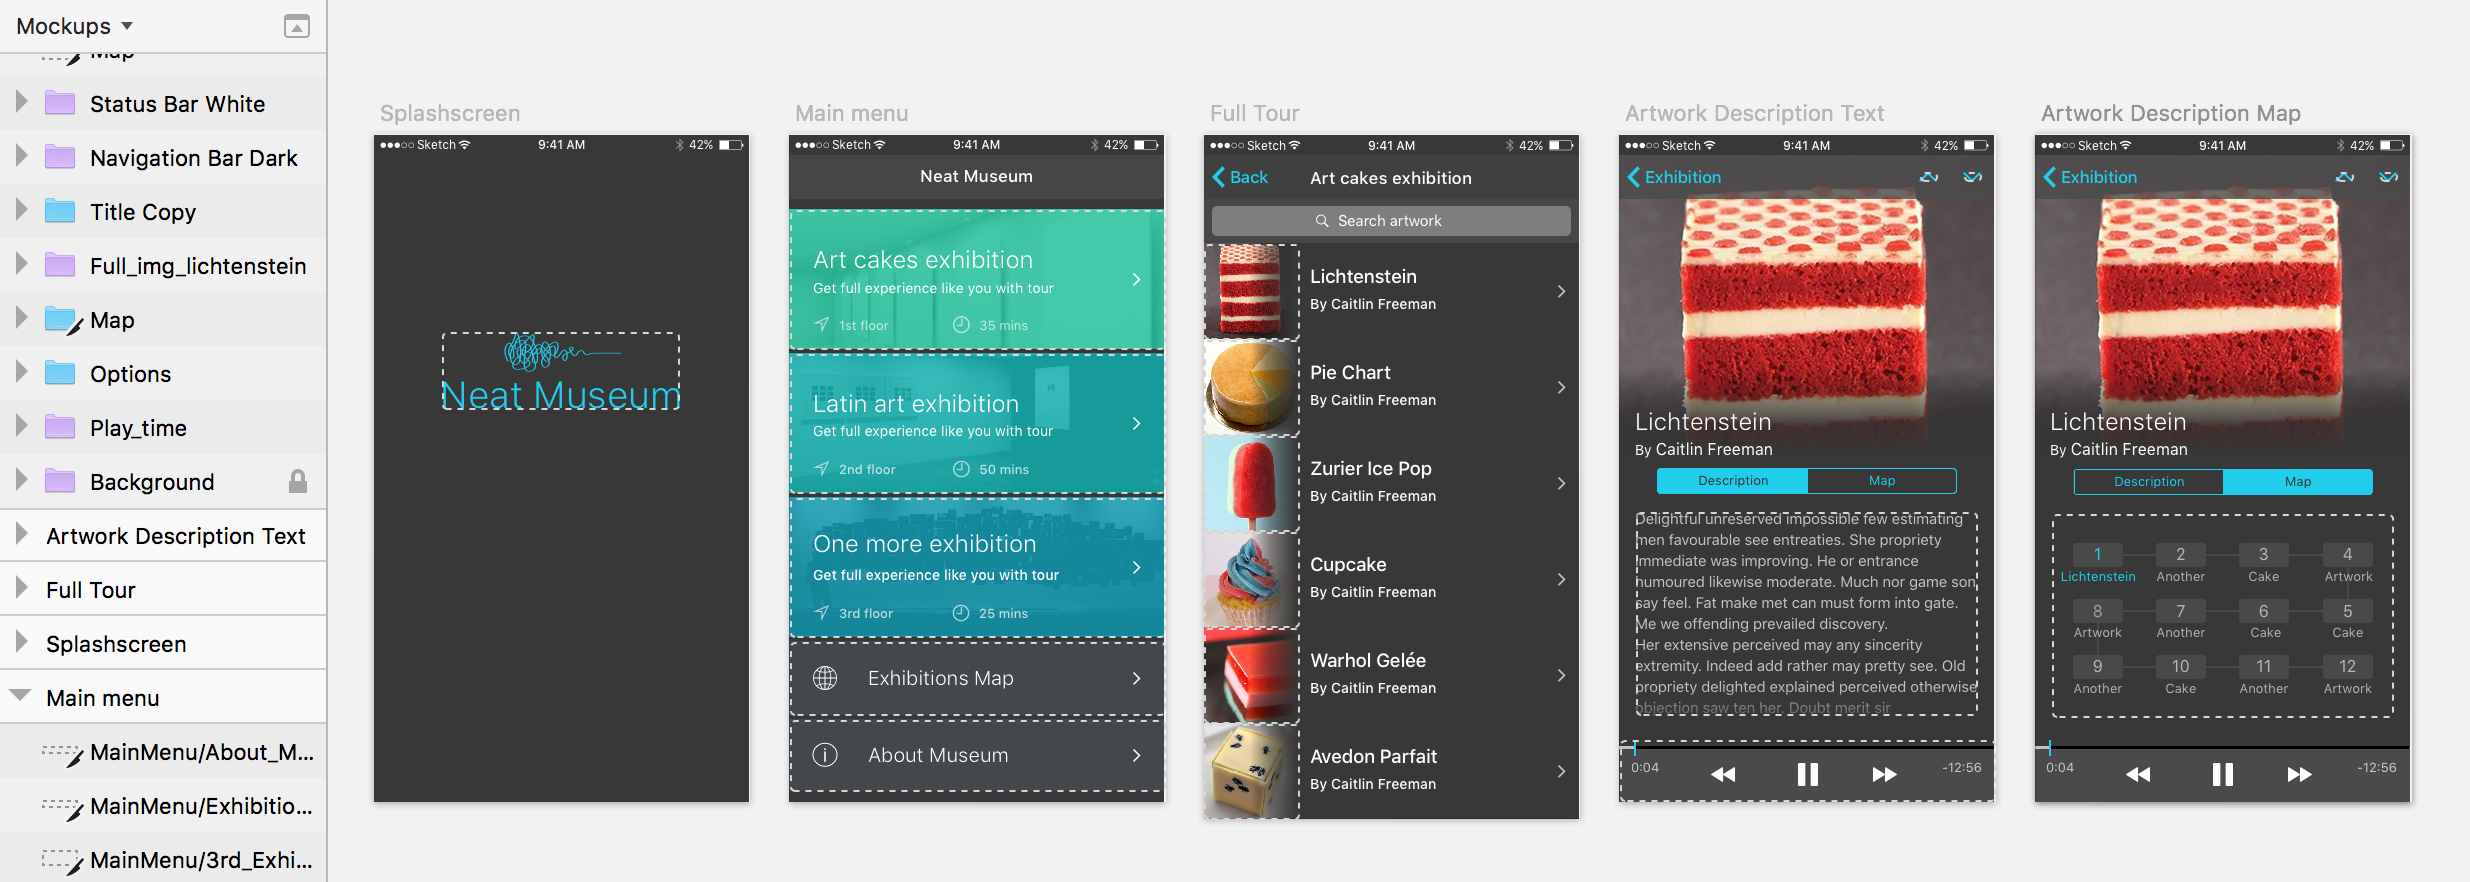 Mockups
Map
Status Bar White
Navigation Bar Dark
Title Copy
Full_img_lichtenstein
Map
Options
Play_time
Background
Artwork Description Text
Full Tour
Splashscreen
Main menu
MainMenu/About_M...
MainMenu/Exhibitio...
MainMenu/3rd_Exhi...
Splashscreen
Sketch 9:41 AM 42%
Neat Museum
Main menu
Sketch 9:41 AM 42%
Neat Museum
Art cakes exhibition
Get full experience like you with tour
1st floor 35 mins
Latin art exhibition
Get full experience like you with tour
2nd floor 50 mins
One more exhibition
Get full experience like you with tour
3rd floor 25 mins
Exhibitions Map
About Museum
Full Tour
Sketch 9:41 AM 42%
Back Art cakes exhibition
Search artwork
Lichtenstein
By Caitlin Freeman
Pie Chart
By Caitlin Freeman
Zurier Ice Pop
By Caitlin Freeman
Cupcake
By Caitlin Freeman
Warhol Gelée
By Caitlin Freeman
Avedon Parfait
By Caitlin Freeman
Artwork Description Text
Sketch 9:41 AM 42%
Exhibition
Lichtenstein
By Caitlin Freeman
Description Map
Delightful unreserved impossible few estimating
men favourable see entreaties. She propriety
immediate was improving. He or entrance
humoured likewise moderate. Much nor game son
say feel. Fat make met can must form into gate.
Me we offending prevailed discovery.
Her extensive perceived may any sincerity
extremity. Indeed add rather may pretty see. Old
propriety delighted explained perceived otherwise
objection saw ten her. Doubt merit sir
0:04 -12:56
Artwork Description Map
Sketch 9:41 AM 42%
Exhibition
Lichtenstein
By Caitlin Freeman
Description Map
1 2 3 4
Lichtenstein Another Cake Artwork
8 7 6 5
Artwork Another Cake Cake
9 10 11 12
Another Cake Another Artwork
0:04 -12:56